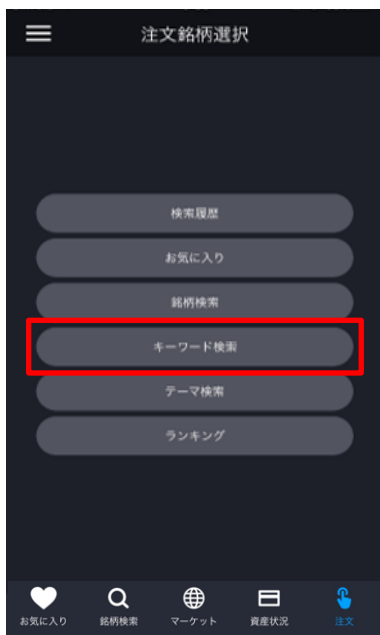 注文銘柄選択
検索履歴
お気に入り
銘柄検索
キーワード検索
テーマ検索
ランキング
お気に入り 銘柄検索 マーケット 資産状況 注文